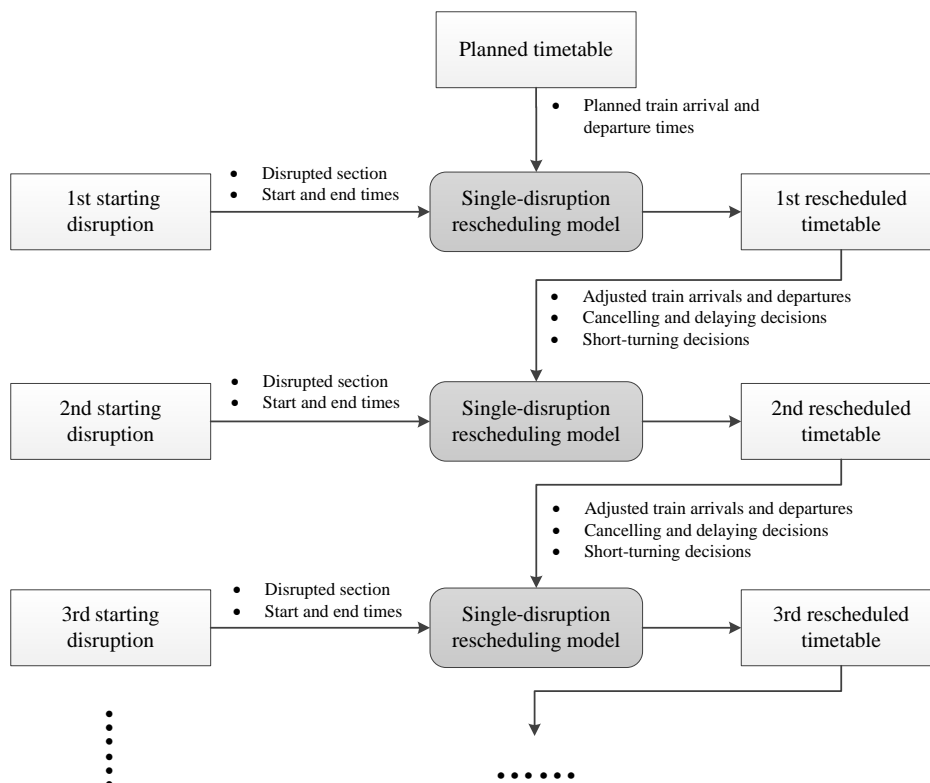 Planned timetable
• Planned train arrival and
departure times
• Disrupted section
• Start and end times
1st starting
disruption
Single-disruption
rescheduling model
1st rescheduled
timetable
• Adjusted train arrivals and departures
• Cancelling and delaying decisions
• Short-turning decisions
• Disrupted section
• Start and end times
2nd starting
disruption
Single-disruption
rescheduling model
2nd rescheduled
timetable
• Adjusted train arrivals and departures
• Cancelling and delaying decisions
• Short-turning decisions
• Disrupted section
• Start and end times
3rd starting
disruption
Single-disruption
rescheduling model
3rd rescheduled
timetable